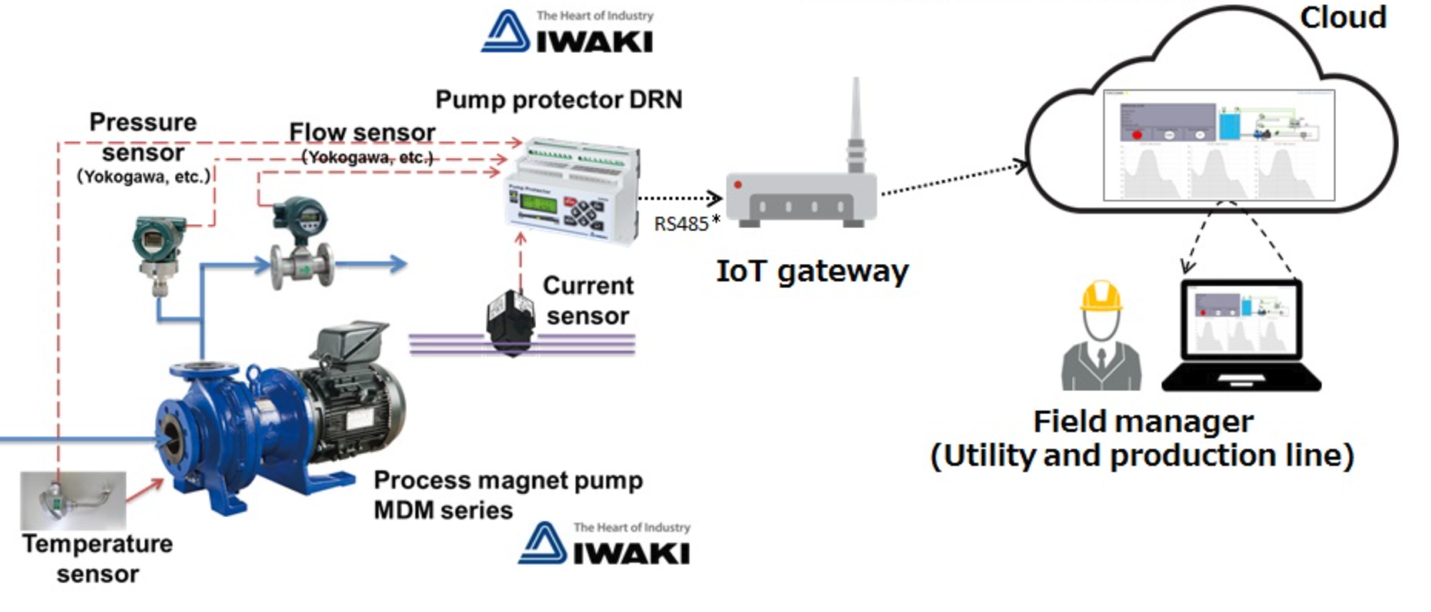 The Heart of Industry
IWAKI
Pump protector DRN
Pressure
sensor
(Yokogawa, etc.)
Flow sensor
(Yokogawa, etc.)
Pump Protector
RS485*
IoT gateway
Cloud
Current
sensor
Process magnet pump
MDM series
The Heart of Industry
IWAKI
Temperature
sensor
Field manager
(Utility and production line)